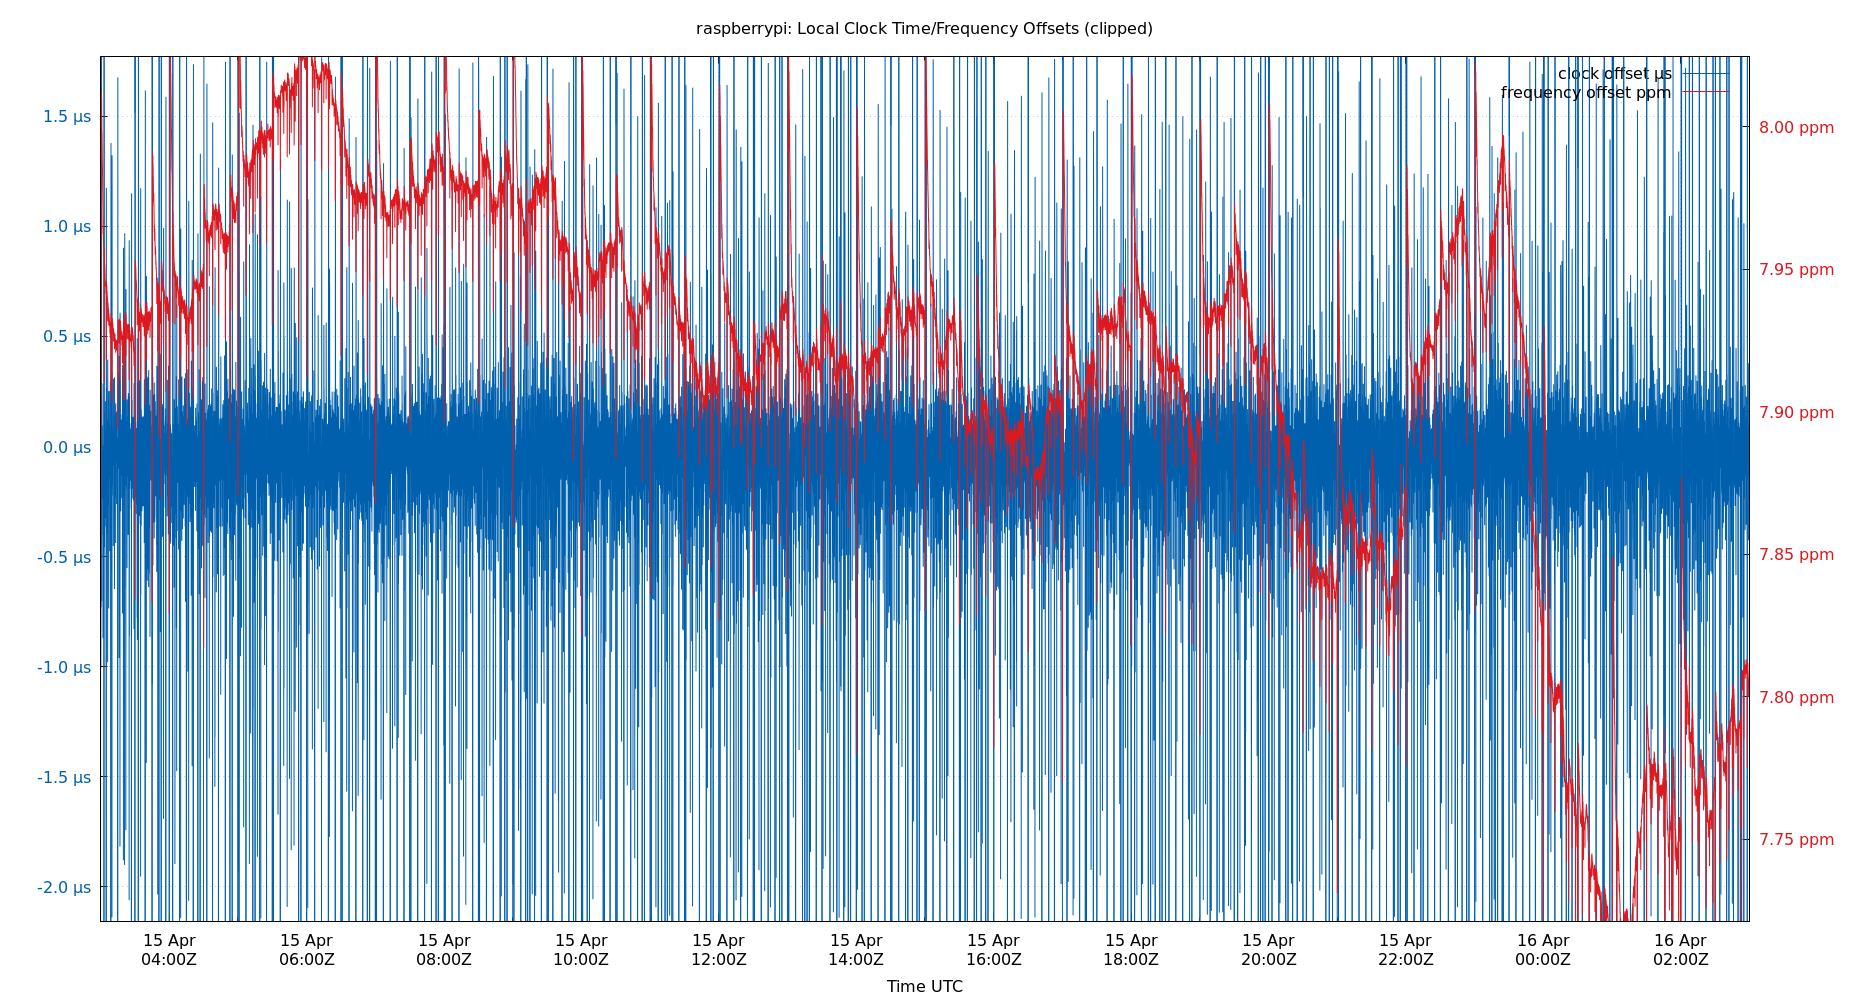 raspberrypi: Local Clock Time/Frequency Offsets (clipped)
clock offset µs
frequency offset ppm
1.5 µs
1.0 µs
0.5 µs
0.0 µs
-0.5 µs
-1.0 µs
-1.5 µs
-2.0 µs
8.00 ppm
7.95 ppm
7.90 ppm
7.85 ppm
7.80 ppm
7.75 ppm
15 Apr 15 Apr 15 Apr 15 Apr 15 Apr 15 Apr 15 Apr 15 Apr 15 Apr 15 Apr 16 Apr 16 Apr
04:00Z 06:00Z 08:00Z 10:00Z 12:00Z 14:00Z 16:00Z 18:00Z 20:00Z 22:00Z 00:00Z 02:00Z
Time UTC